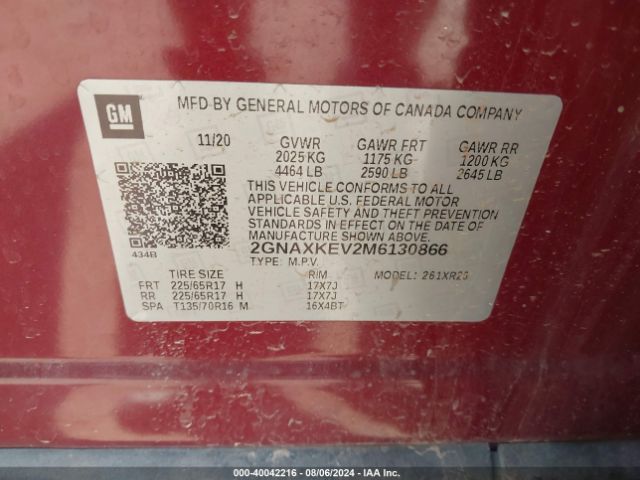 GM
MFD BY GENERAL MOTORS OF CANADA COMPANY
11/20 GVWR GAWR FRT GAWR RR
2025 KG 1175 KG 1200 KG
4464 LB 2590 LB 2645 LB
THIS VEHICLE CONFORMS TO ALL
APPLICABLE U.S. FEDERAL MOTOR
VEHICLE SAFETY AND THEFT PREVENTION
STANDARDS IN EFFECT ON THE DATE OF
MANUFACTURE SHOWN ABOVE.
434B 2GNAXKEV2M6130866
TYPE: M.P.V. MODEL: 261XR26
TIRE SIZE RIM
FRT 225/65R17 H 17X7J
RR 225/65R17 H 17X7J
SPA T135/70R16 M 16X4BT
000-40042216 - 08/06/2024 - IAA Inc.